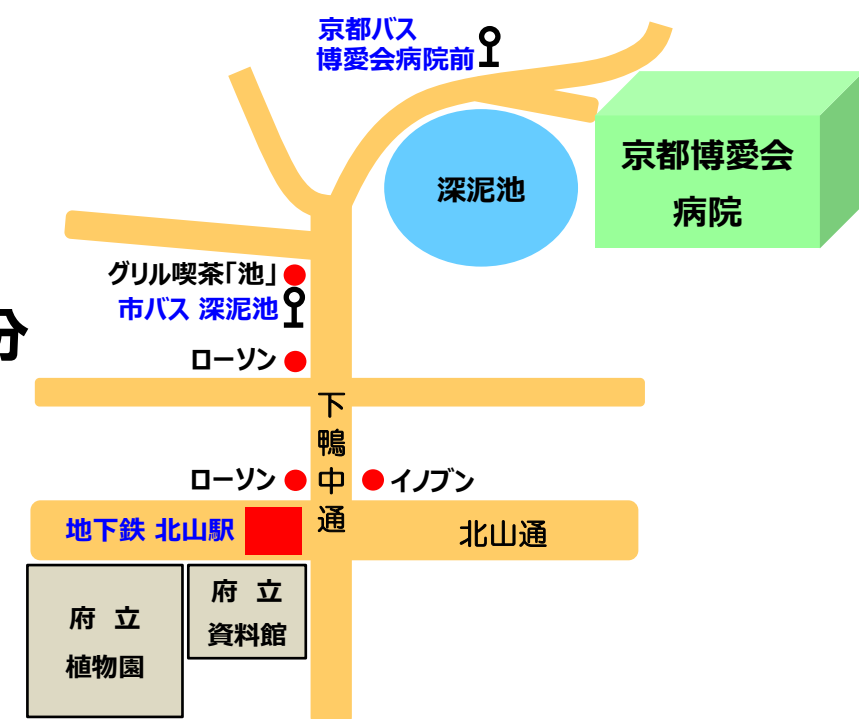 京都バス
博愛会病院前
京都博愛会
病院
深泥池
グリル喫茶「池」
市バス 深泥池
分
ローソン
下鴨中通
ローソン
イノブン
地下鉄 北山駅
北山通
府 立
植物園
府 立
資料館